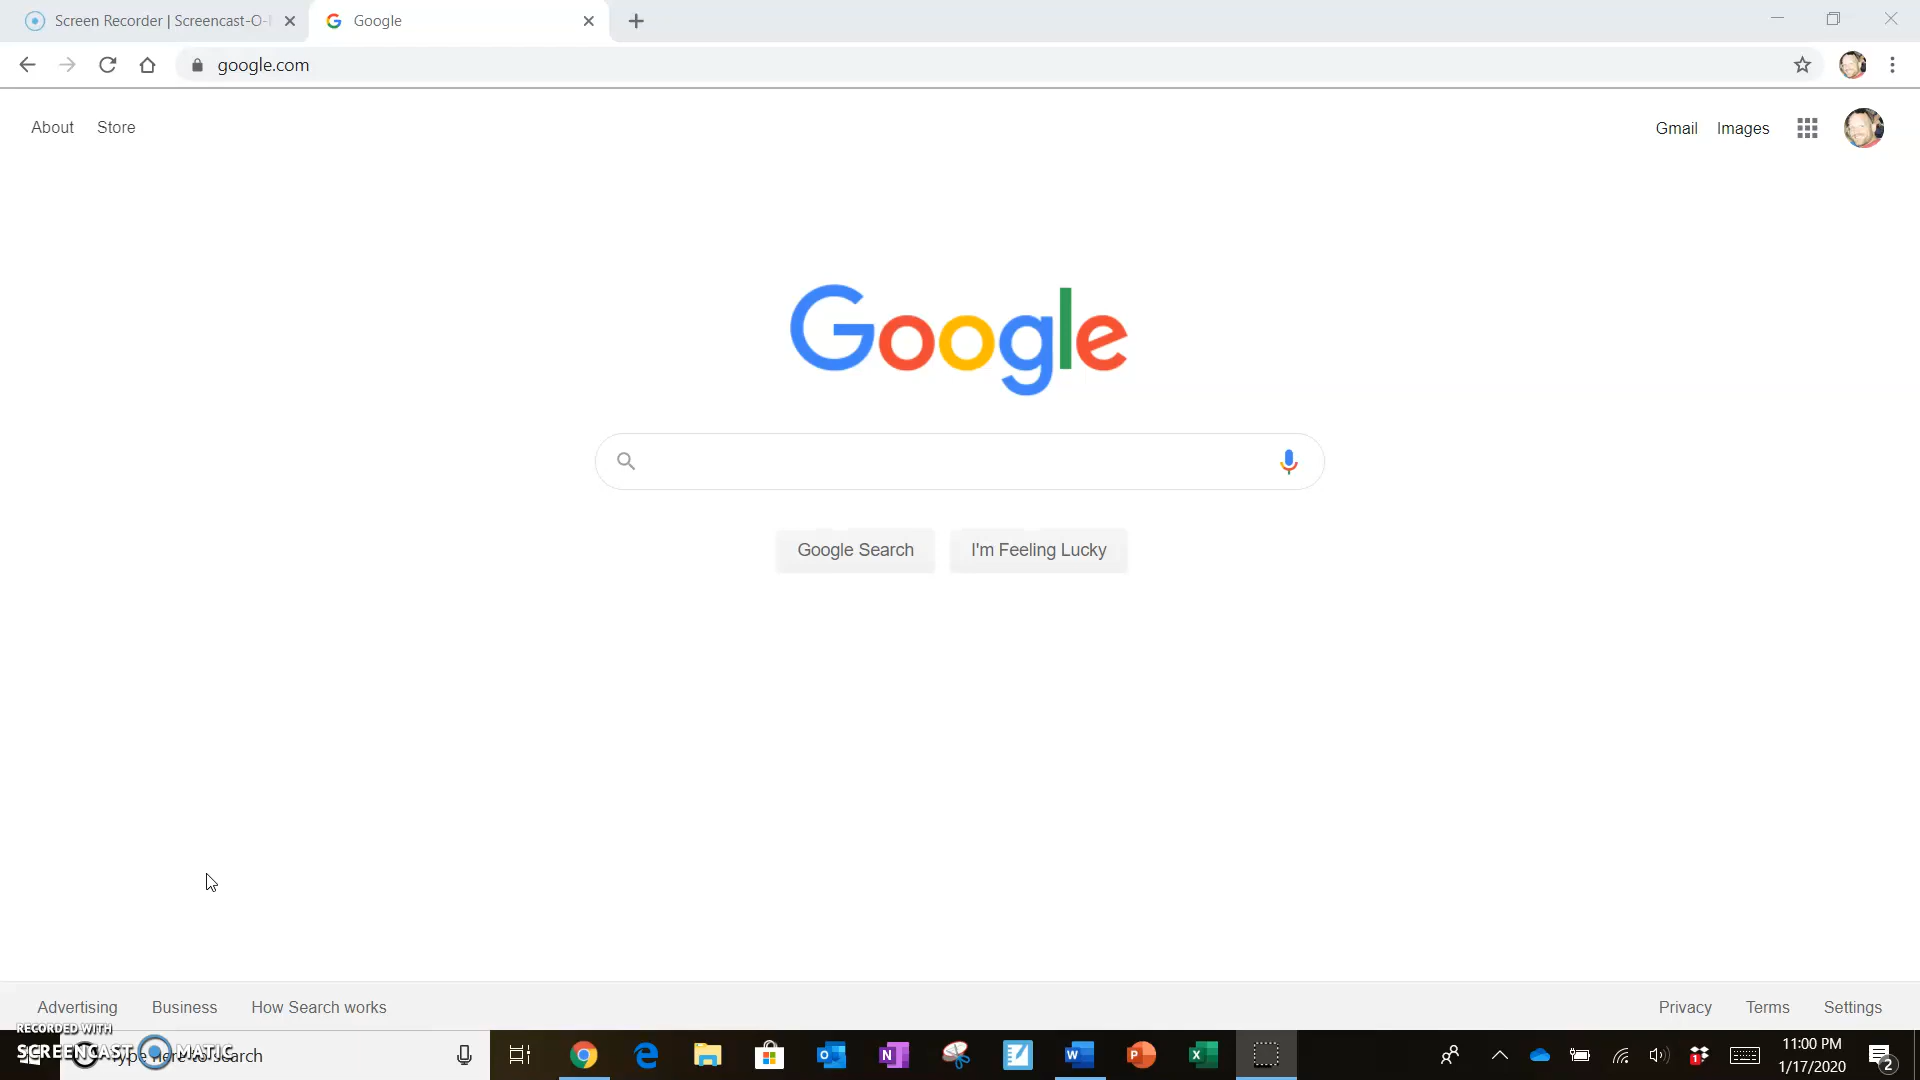 Screen Recorder | Screencast-O-
Google
google.com
About Store
Gmail Images
Google
Google Search I'm Feeling Lucky
Advertising Business How Search works
Privacy Terms Settings
RECORDED WITH
SCREENCAST MATIC
Type here to search
11:00 PM
1/17/2020
2